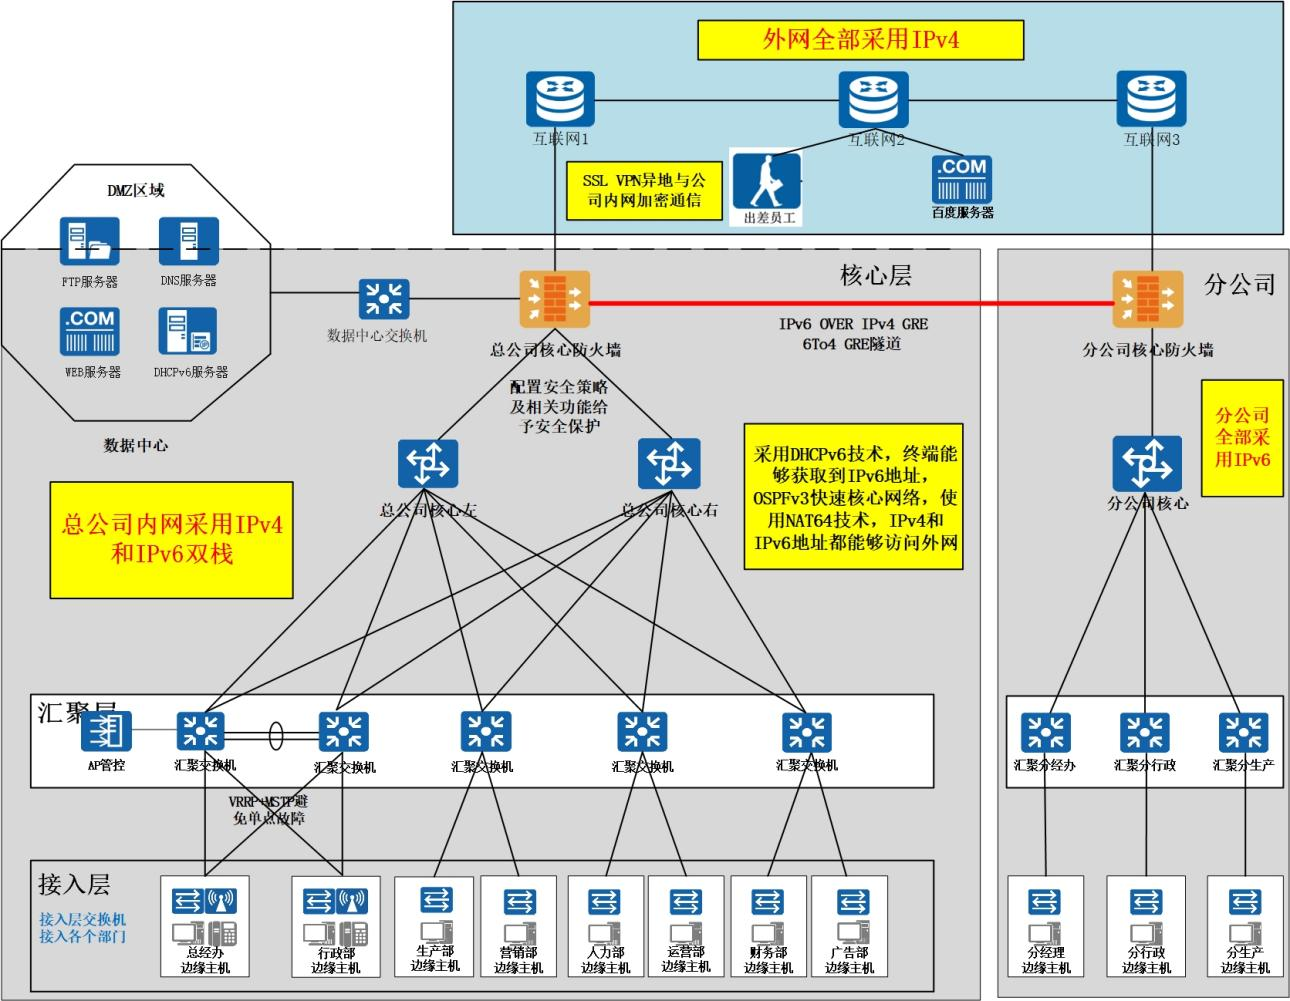 外网全部采用IPv4
互联网1
互联网2
互联网3
SSL VPN异地与公
司内网加密通信
出差员工
.COM
百度服务器
DMZ区域
FTP服务器
DNS服务器
.COM
WEB服务器
DHCPv6服务器
数据中心
数据中心交换机
核心层
总公司核心防火墙
IPv6 OVER IPv4 GRE
6To4 GRE隧道
分公司
分公司核心防火墙
配置安全策略
及相关功能给
予安全保护
总公司核心左
总公司核心右
总公司内网采用IPv4
和IPv6双栈
采用DHCPv6技术，终端能
够获取到IPv6地址，
OSPFv3快速核心网络，使
用NAT64技术，IPv4和
IPv6地址都能够访问外网
分公司
全部采
用IPv6
分公司核心
汇聚层
AP管控
汇聚交换机
汇聚交换机
汇聚交换机
汇聚交换机
汇聚交换机
汇聚分经办
汇聚分行政
汇聚分生产
VRRP+MSTP避
免单点故障
接入层
接入层交换机
接入各个部门
总经办
边缘主机
行政部
边缘主机
生产部
边缘主机
营销部
边缘主机
人力部
边缘主机
运营部
边缘主机
财务部
边缘主机
广告部
边缘主机
分经理
边缘主机
分行政
边缘主机
分生产
边缘主机